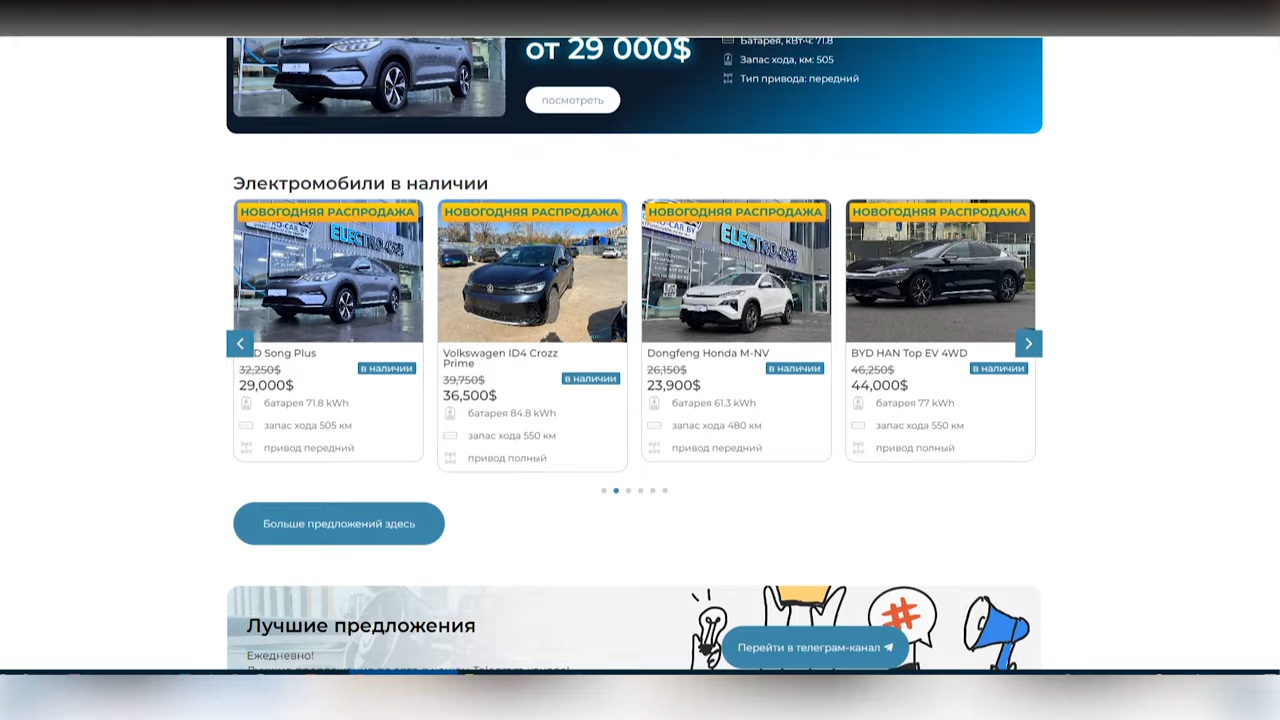 от 29 000$
посмотреть
Батарея, кВт-ч: 71.8
Запас хода, км: 505
Тип привода: передний
Электромобили в наличии
НОВОГОДНЯЯ РАСПРОДАЖА
D Song Plus
32,250$
29,000$
в наличии
батарея 71.8 kWh
запас хода 505 км
привод передний
НОВОГОДНЯЯ РАСПРОДАЖА
Volkswagen ID4 Crozz
Prime
39,750$
36,500$
в наличии
батарея 84.8 kWh
запас хода 550 км
привод полный
НОВОГОДНЯЯ РАСПРОДАЖА
Dongfeng Honda M-NV
26,150$
23,900$
в наличии
батарея 61.3 kWh
запас хода 480 км
привод передний
НОВОГОДНЯЯ РАСПРОДАЖА
BYD HAN Top EV 4WD
46,250$
44,000$
в наличии
батарея 77 kWh
запас хода 550 км
привод полный
Больше предложений здесь
Лучшие предложения
Ежедневно!
Перейти в телеграм-канал